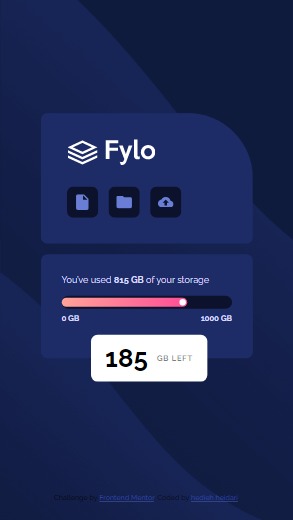 Fylo
You've used 815 GB of your storage
0 GB 1000 GB
185 GB LEFT
Challenge by Frontend Mentor. Coded by